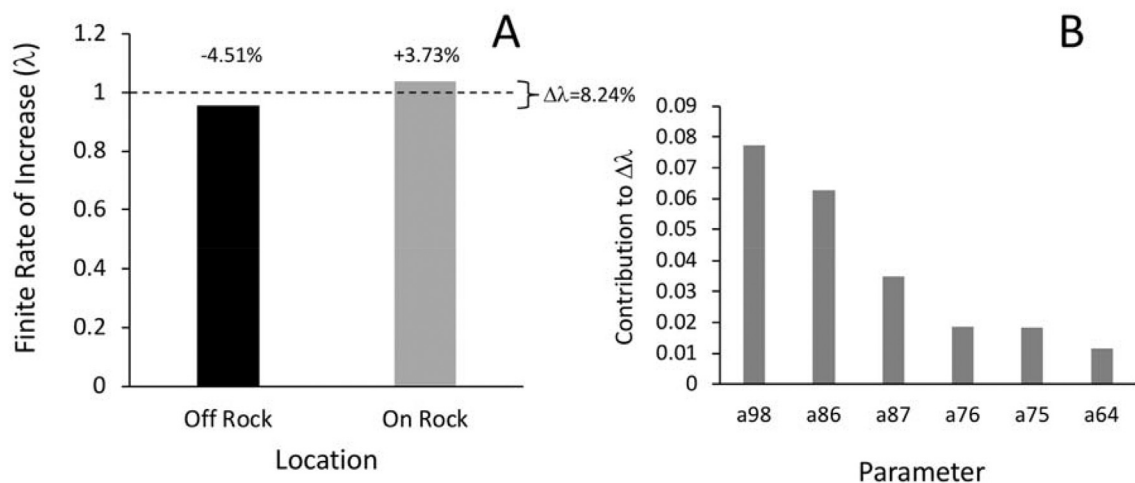 A
Finite Rate of Increase (λ)
1.2
1
0.8
0.6
0.4
0.2
0
-4.51%
+3.73%
Δλ=8.24%
Off Rock
On Rock
Location
B
Contribution to Δλ
0.09
0.08
0.07
0.06
0.05
0.04
0.03
0.02
0.01
0
a98
a86
a87
a76
a75
a64
Parameter